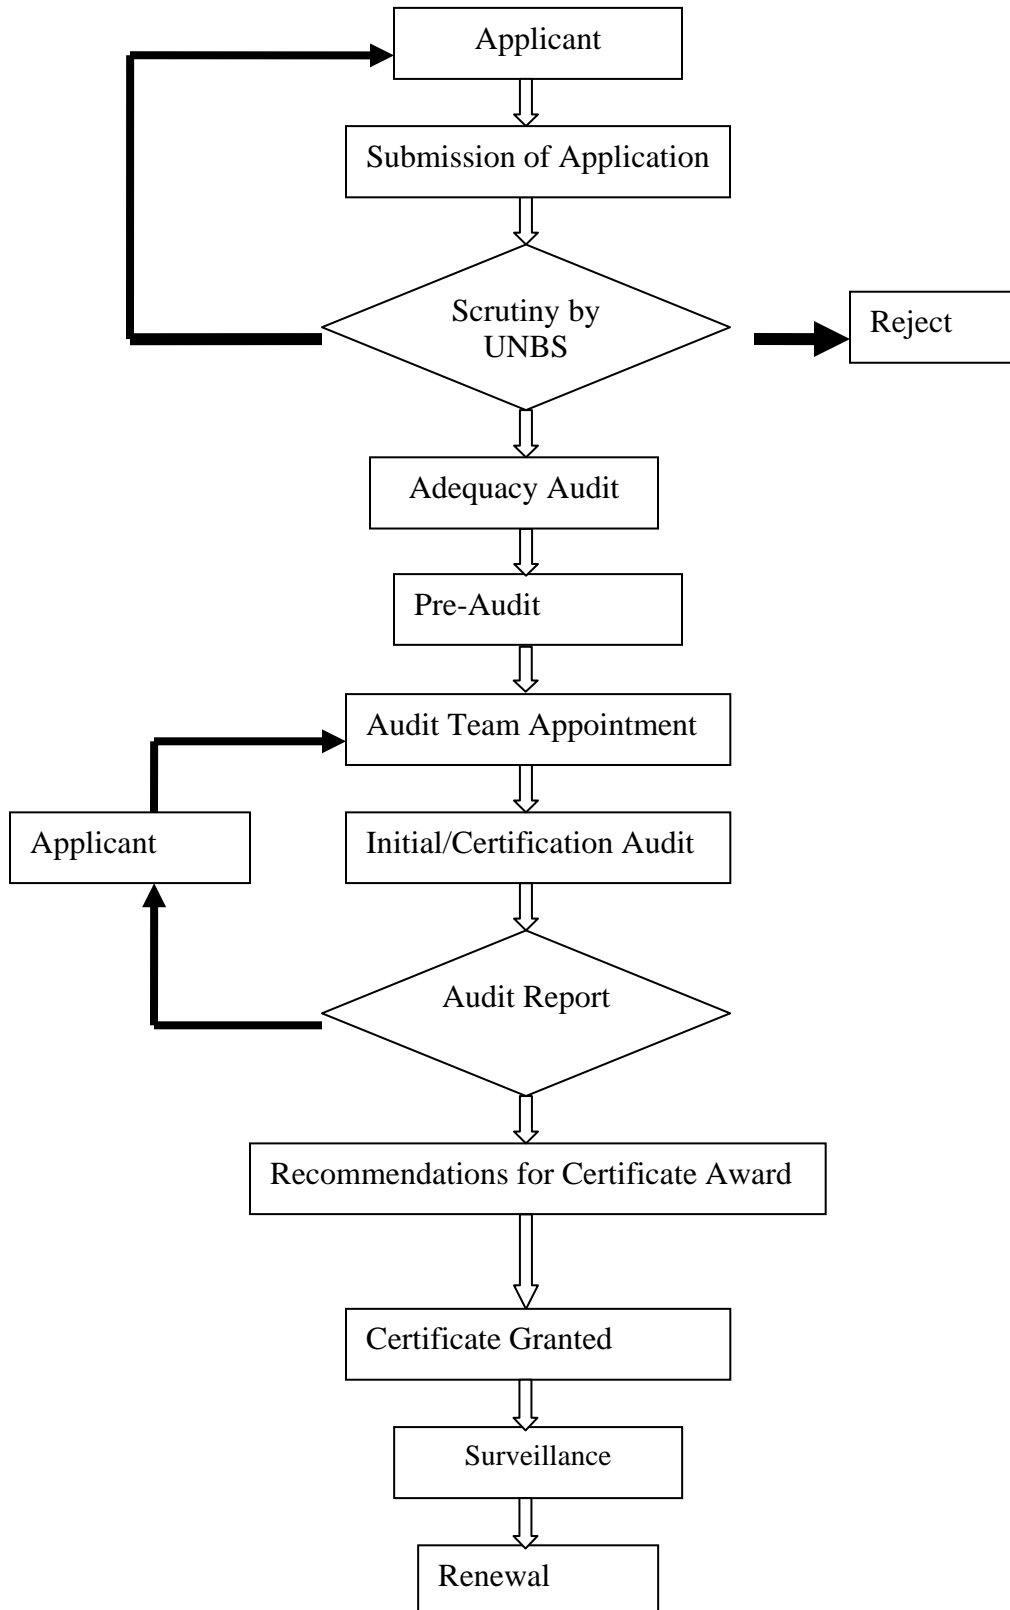 Applicant
Submission of Application
Scrutiny by
UNBS
Reject
Adequacy Audit
Pre-Audit
Audit Team Appointment
Applicant
Initial/Certification Audit
Audit Report
Recommendations for Certificate Award
Certificate Granted
Surveillance
Renewal